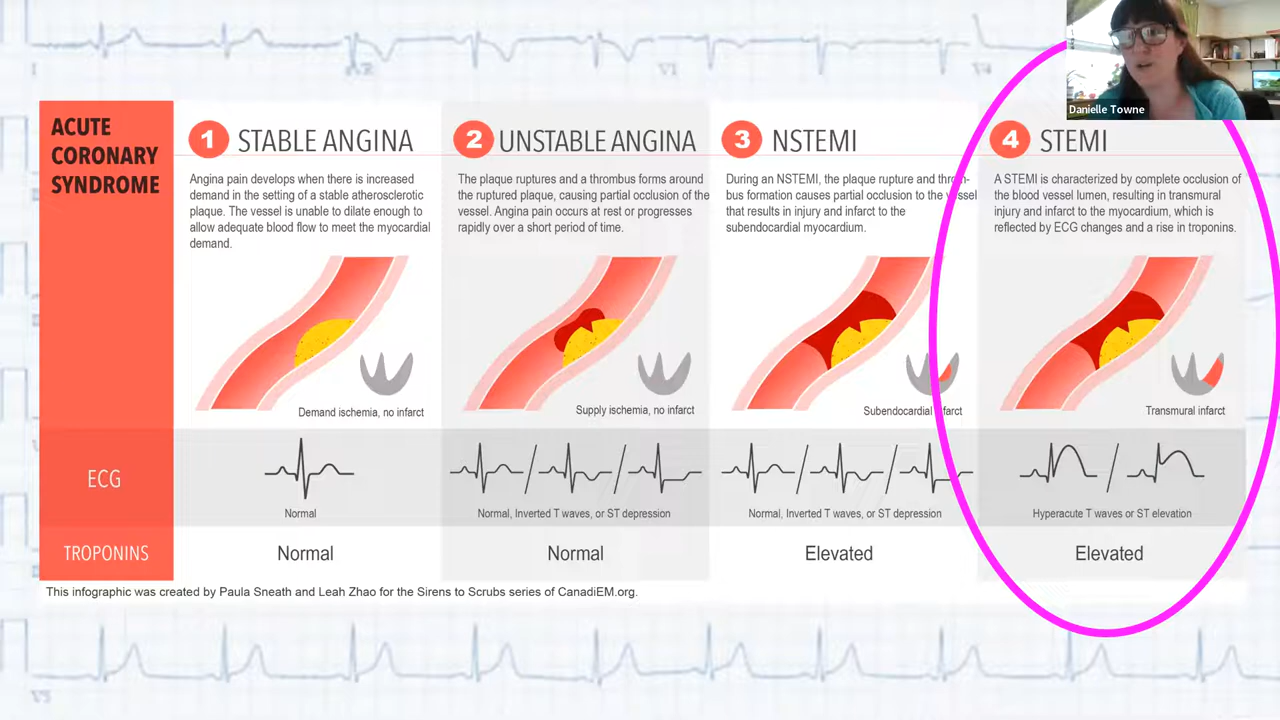 I
aVR
V1
V4
Danielle Towne
ACUTE
CORONARY
SYNDROME
1 STABLE ANGINA
Angina pain develops when there is increased
demand in the setting of a stable atherosclerotic
plaque. The vessel is unable to dilate enough to
allow adequate blood flow to meet the myocardial
demand.
Demand ischemia, no infarct
2 UNSTABLE ANGINA
The plaque ruptures and a thrombus forms around
the ruptured plaque, causing partial occlusion of the
vessel. Angina pain occurs at rest or progresses
rapidly over a short period of time.
Supply ischemia, no infarct
3 NSTEMI
During an NSTEMI, the plaque rupture and throm-
bus formation causes partial occlusion to the vessel
that results in injury and infarct to the
subendocardial myocardium.
Subendocardial infarct
4 STEMI
A STEMI is characterized by complete occlusion of
the blood vessel lumen, resulting in transmural
injury and infarct to the myocardium, which is
reflected by ECG changes and a rise in troponins.
Transmural infarct
ECG
Normal
Normal, Inverted T waves, or ST depression
Normal, Inverted T waves, or ST depression
Hyperacute T waves or ST elevation
TROPONINS
Normal
Normal
Elevated
Elevated
This infographic was created by Paula Sneath and Leah Zhao for the Sirens to Scrubs series of CanadiEM.org.
V5